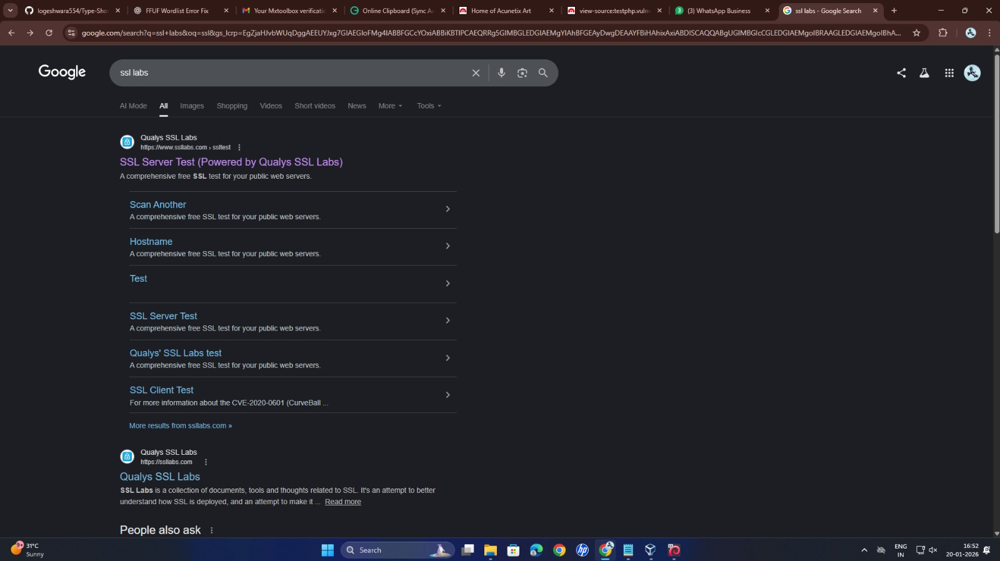 logeshwara554/Type-Sho
FFUF Wordlist Error Fix
Your Mxtoolbox verificatic
Online Clipboard (Sync Au
Home of Acunetix Art
view-source:testphp.vulnw
(3) WhatsApp Business
ssl labs - Google Search
google.com/search?q=ssl+labs&oq=ssl&gs_lcrp=EgZjaHJvbWUqDggAEEUYJxg7GIAEGIoFMg4IABBFGCcYOxiABBiKBTIPCAEQRRg5GIMBGLEDGIAEMgYIAhBFGEAyDwgDEAAYFBiHAhixAxiABDISCAQQABgUGIMBGIcCGLEDGIAEMgoIBRAAGLEDGIAEMgoIBhA...
Google
ssl labs
AI Mode
All
Images
Shopping
Videos
Short videos
News
More
Tools
Qualys SSL Labs
https://www.ssllabs.com › ssltest
SSL Server Test (Powered by Qualys SSL Labs)
A comprehensive free SSL test for your public web servers.
Scan Another
A comprehensive free SSL test for your public web servers.
Hostname
A comprehensive free SSL test for your public web servers.
Test
SSL Server Test
A comprehensive free SSL test for your public web servers.
Qualys' SSL Labs test
A comprehensive free SSL test for your public web servers.
SSL Client Test
For more information about the CVE-2020-0601 (CurveBall ...
More results from ssllabs.com »
Qualys SSL Labs
https://ssllabs.com
Qualys SSL Labs
SSL Labs is a collection of documents, tools and thoughts related to SSL. It's an attempt to better
understand how SSL is deployed, and an attempt to make it ... Read more
People also ask
9+
31°C
Sunny
Search
hp
ENG
IN
16:52
20-01-2026